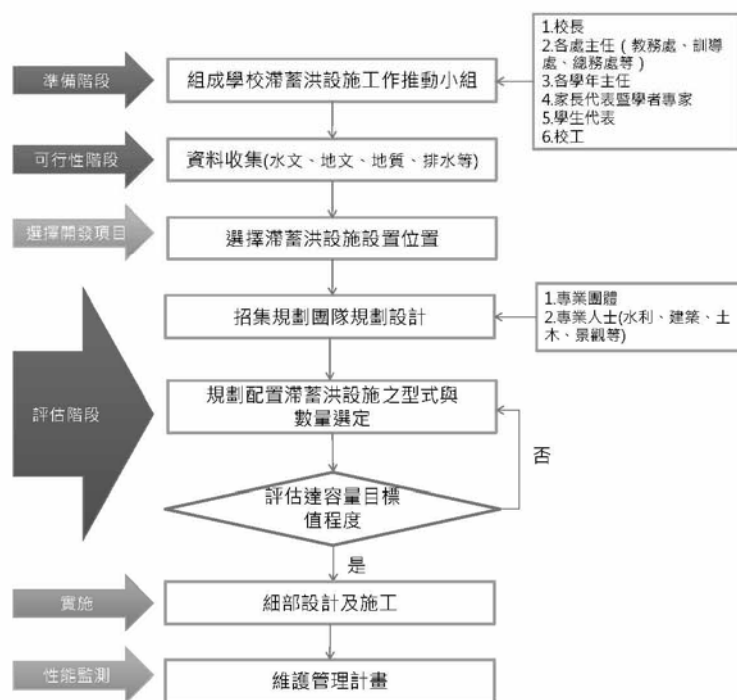 準備階段
組成學校滯蓄洪設施工作推動小組
1.校長
2.各處主任（教務處、訓導
處、總務處等）
3.各學年主任
4.家長代表暨學者專家
5.學生代表
6.校工
可行性階段
資料收集(水文、地文、地質、排水等)
選擇開發項目
選擇滯蓄洪設施設置位置
招集規劃團隊規劃設計
1.專業團體
2.專業人士(水利、建築、土
木、景觀等)
評估階段
規劃配置滯蓄洪設施之型式與
數量選定
否
評估達容量目標
值程度
是
實施
細部設計及施工
性能監測
維護管理計畫